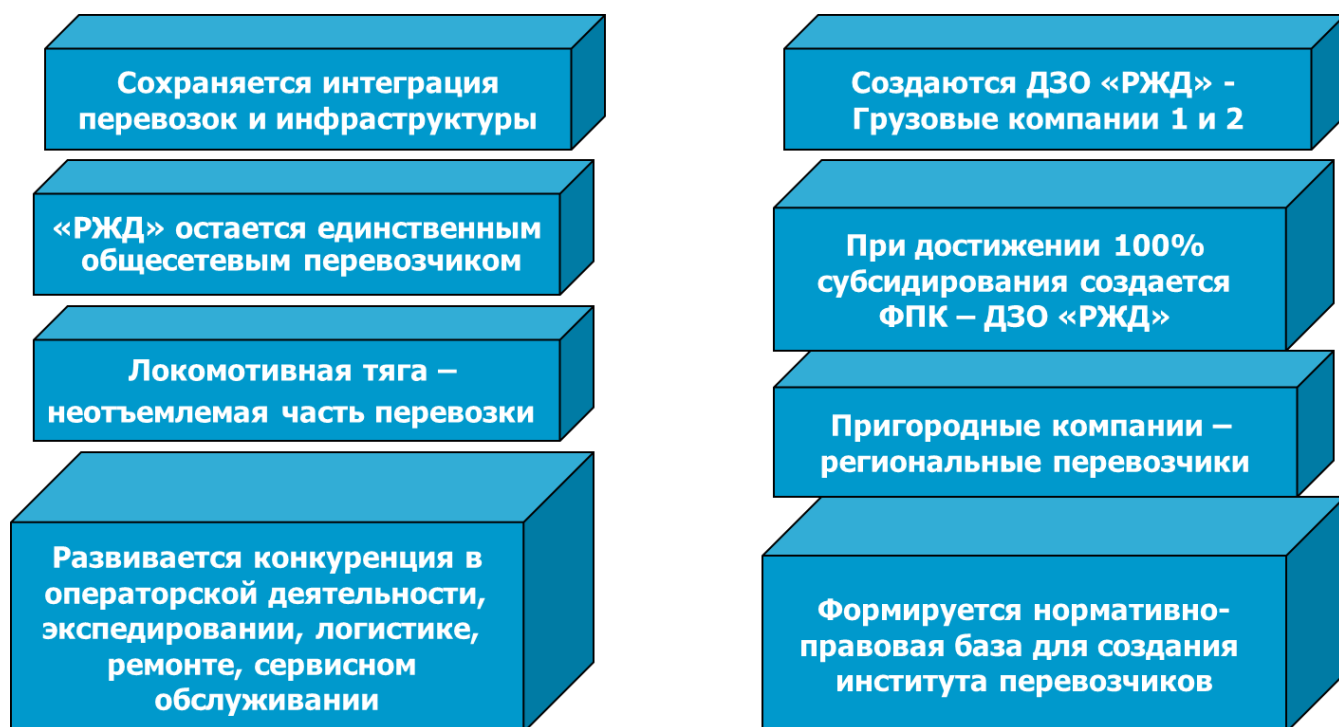 Сохраняется интеграция
перевозок и инфраструктуры
«РЖД» остается единственным
общесетевым перевозчиком
Локомотивная тяга –
неотъемлемая часть перевозки
Развивается конкуренция в
операторской деятельности,
экспедировании, логистике,
ремонте, сервисном
обслуживании
Создаются ДЗО «РЖД» -
Грузовые компании 1 и 2
При достижении 100%
субсидирования создается
ФПК – ДЗО «РЖД»
Пригородные компании –
региональные перевозчики
Формируется нормативно-
правовая база для создания
института перевозчиков